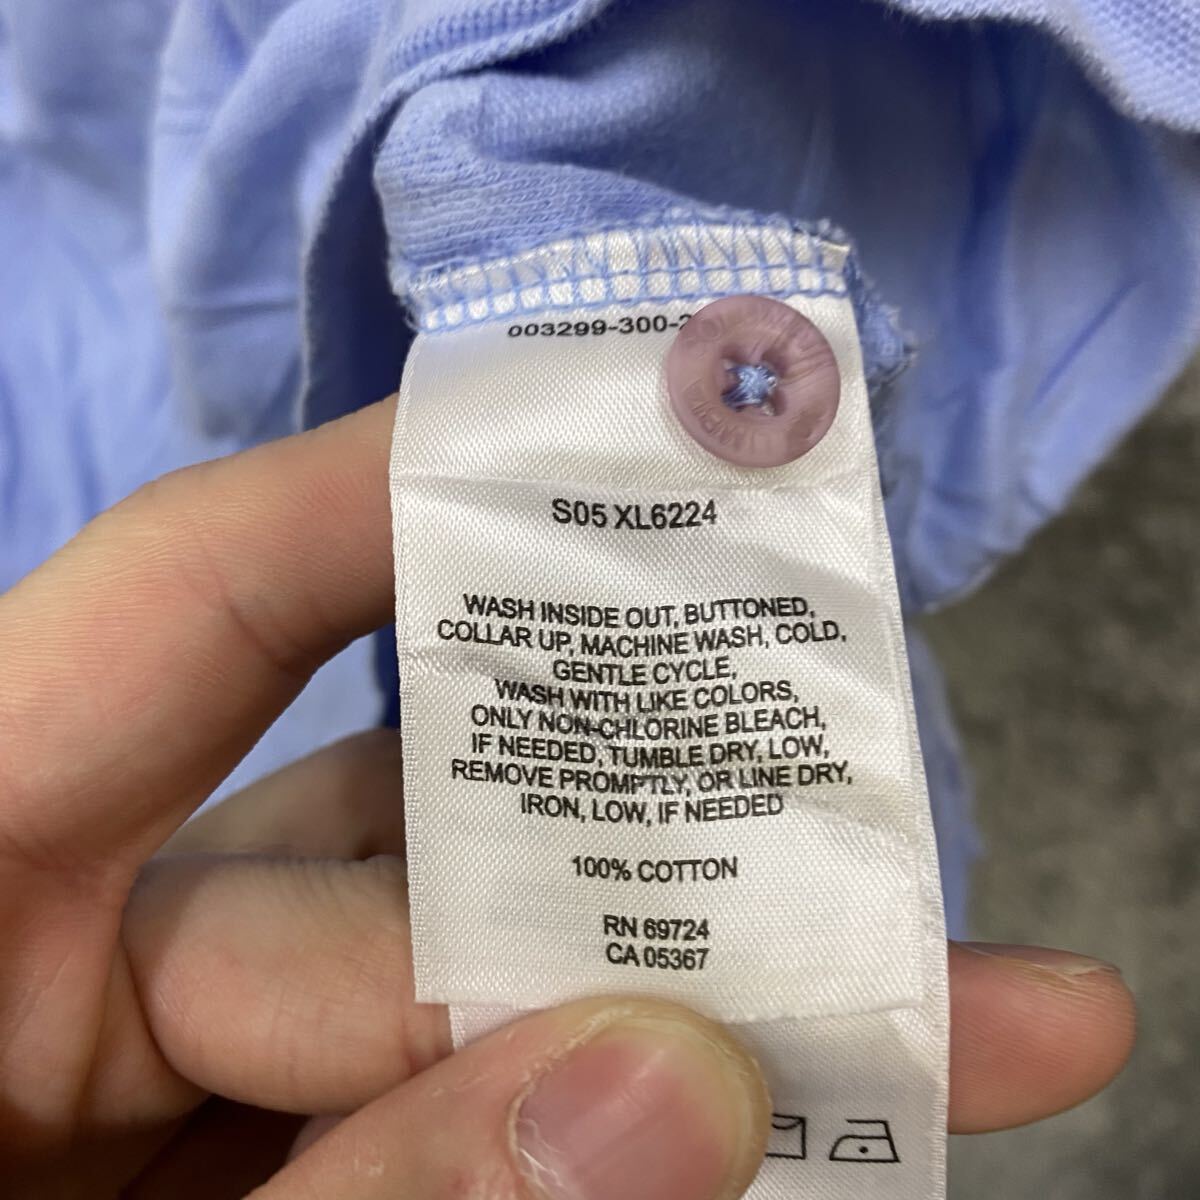 003299-300-
S05 XL6224
WASH INSIDE OUT, BUTTONED,
COLLAR UP, MACHINE WASH, COLD,
GENTLE CYCLE,
WASH WITH LIKE COLORS,
ONLY NON-CHLORINE BLEACH,
IF NEEDED, TUMBLE DRY, LOW,
REMOVE PROMPTLY, OR LINE DRY,
IRON, LOW, IF NEEDED
100% COTTON
RN 69724
CA 05367